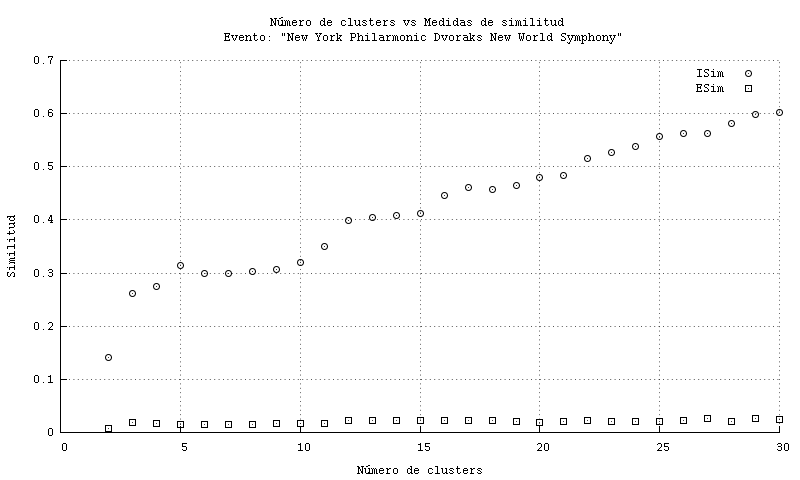 Número de clusters vs Medidas de similitud
Evento: "New York Philarmonic Dvoraks New World Symphony"
0.7
ISim
ESim
0.6
0.5
0.4
Similitud
0.3
0.2
0.1
0
0 5 10 15 20 25 30
Número de clusters